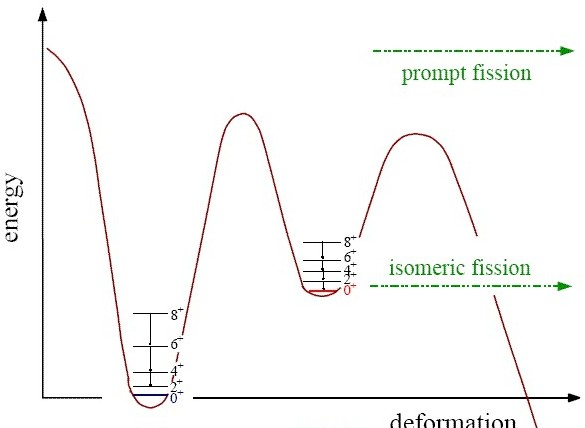 prompt fission
energy
8⁺
6⁺
4⁺
2⁺
0⁺
isomeric fission
8⁺
6⁺
4⁺
2⁺
0⁺
deformation